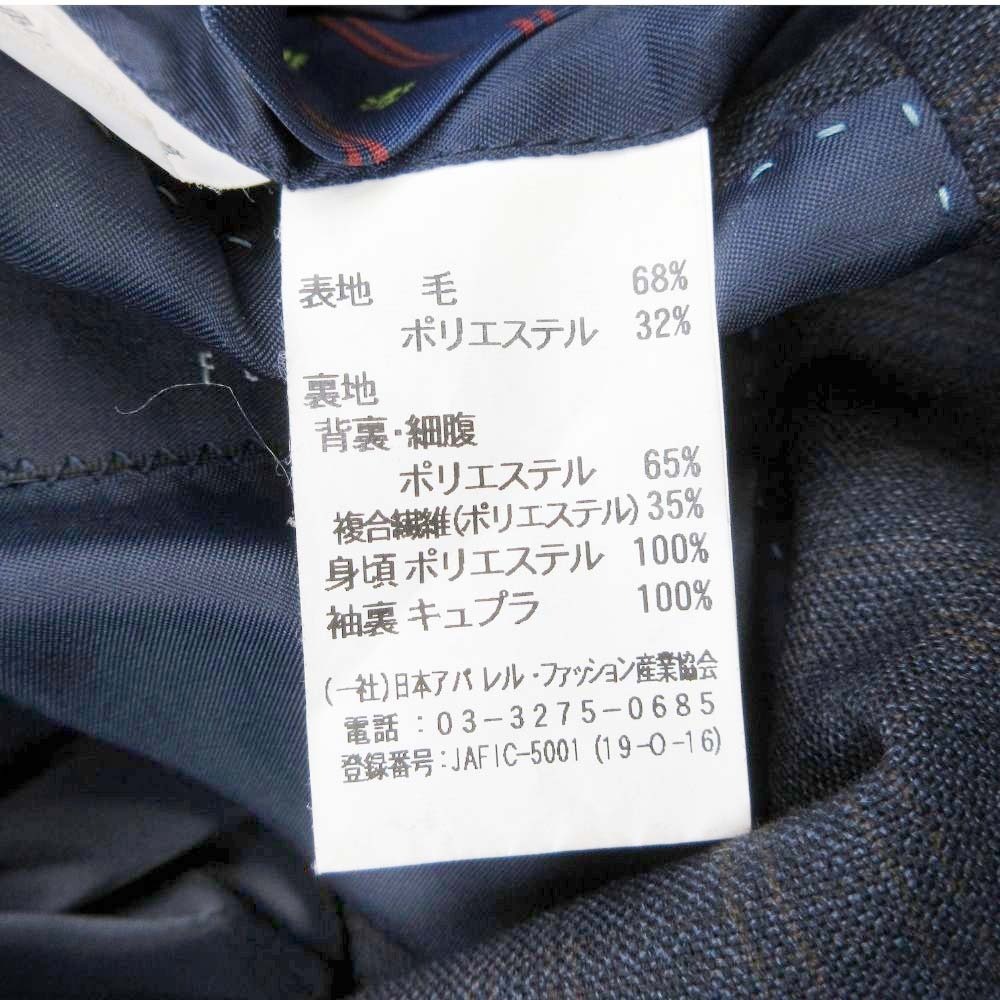 表地 毛 68%
ポリエステル 32%
裏地
背裏・細腹
ポリエステル 65%
複合繊維(ポリエステル)35%
身頃 ポリエステル 100%
袖裏 キュプラ 100%
(一社)日本アパレル・ファッション産業協会
電話:03-3275-0685
登録番号:JAFIC-5001 (19-0-16)